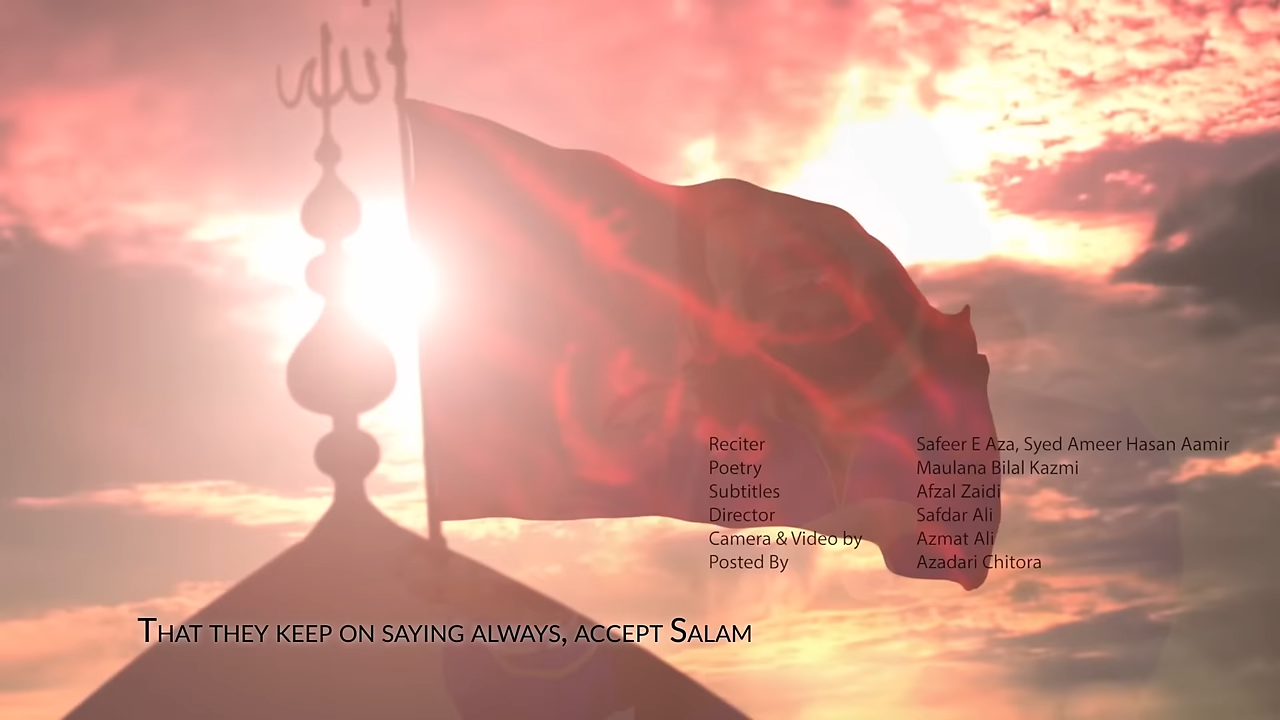 الله
Reciter Safeer E Aza, Syed Ameer Hasan Aamir
Poetry Maulana Bilal Kazmi
Subtitles Afzal Zaidi
Director Safdar Ali
Camera & Video by Azmat Ali
Posted By Azadari Chitora
That they keep on saying always, accept Salam